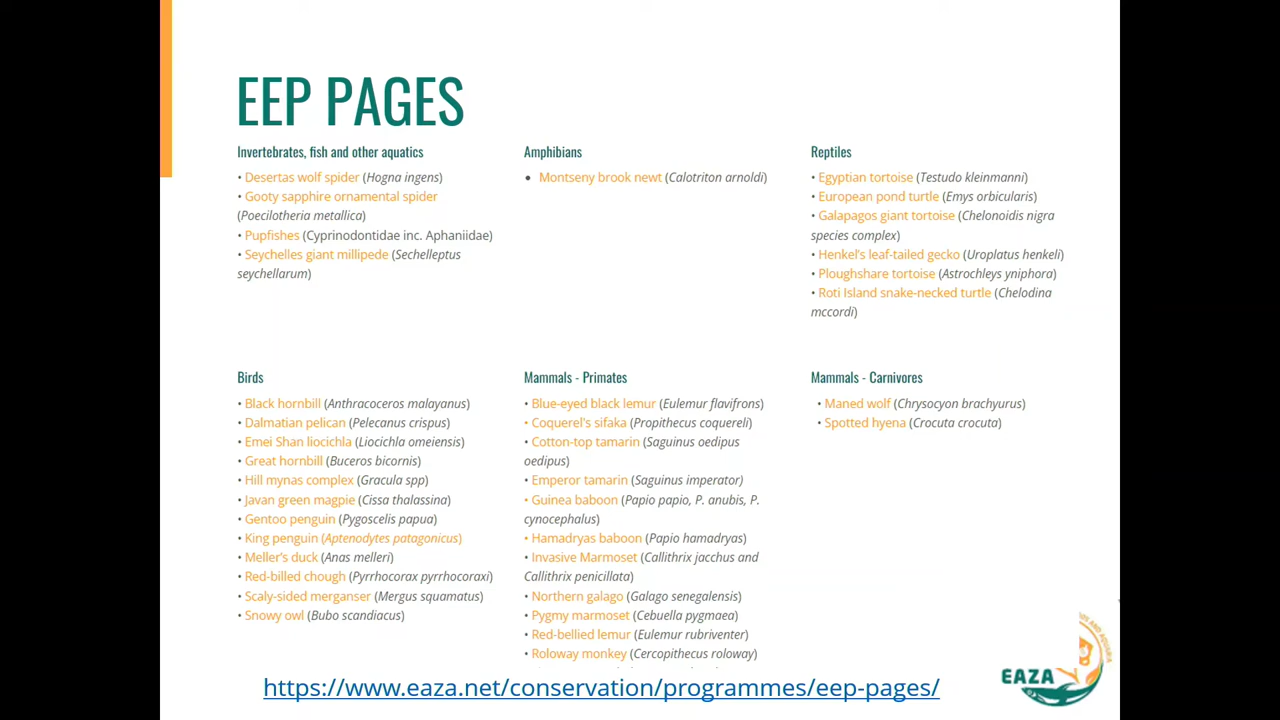 EEP PAGES
Invertebrates, fish and other aquatics
• Desertas wolf spider (Hogna ingens)
• Gooty sapphire ornamental spider
(Poecilotheria metallica)
• Pupfishes (Cyprinodontidae inc. Aphaniidae)
• Seychelles giant millipede (Sechelleptus
seychellarum)
Amphibians
• Montseny brook newt (Calotriton arnoldi)
Reptiles
• Egyptian tortoise (Testudo kleinmanni)
• European pond turtle (Emys orbicularis)
• Galapagos giant tortoise (Chelonoidis nigra
species complex)
• Henkel's leaf-tailed gecko (Uroplatus henkeli)
• Ploughshare tortoise (Astrochleys yniphora)
• Roti Island snake-necked turtle (Chelodina
mccordi)
Birds
• Black hornbill (Anthracoceros malayanus)
• Dalmatian pelican (Pelecanus crispus)
• Emei Shan liocichla (Liocichla omeiensis)
• Great hornbill (Buceros bicornis)
• Hill mynas complex (Gracula spp)
• Javan green magpie (Cissa thalassina)
• Gentoo penguin (Pygoscelis papua)
• King penguin (Aptenodytes patagonicus)
• Meller's duck (Anas melleri)
• Red-billed chough (Pyrrhocorax pyrrhocoraxi)
• Scaly-sided merganser (Mergus squamatus)
• Snowy owl (Bubo scandiacus)
Mammals - Primates
• Blue-eyed black lemur (Eulemur flavifrons)
• Coquerel's sifaka (Propithecus coquereli)
• Cotton-top tamarin (Saguinus oedipus
oedipus)
• Emperor tamarin (Saguinus imperator)
• Guinea baboon (Papio papio, P. anubis, P.
cynocephalus)
• Hamadryas baboon (Papio hamadryas)
• Invasive Marmoset (Callithrix jacchus and
Callithrix penicillata)
• Northern galago (Galago senegalensis)
• Pygmy marmoset (Cebuella pygmaea)
• Red-bellied lemur (Eulemur rubriventer)
• Roloway monkey (Cercopithecus roloway)
Mammals - Carnivores
• Maned wolf (Chrysocyon brachyurus)
• Spotted hyena (Crocuta crocuta)
https://www.eaza.net/conservation/programmes/eep-pages/
EAZA